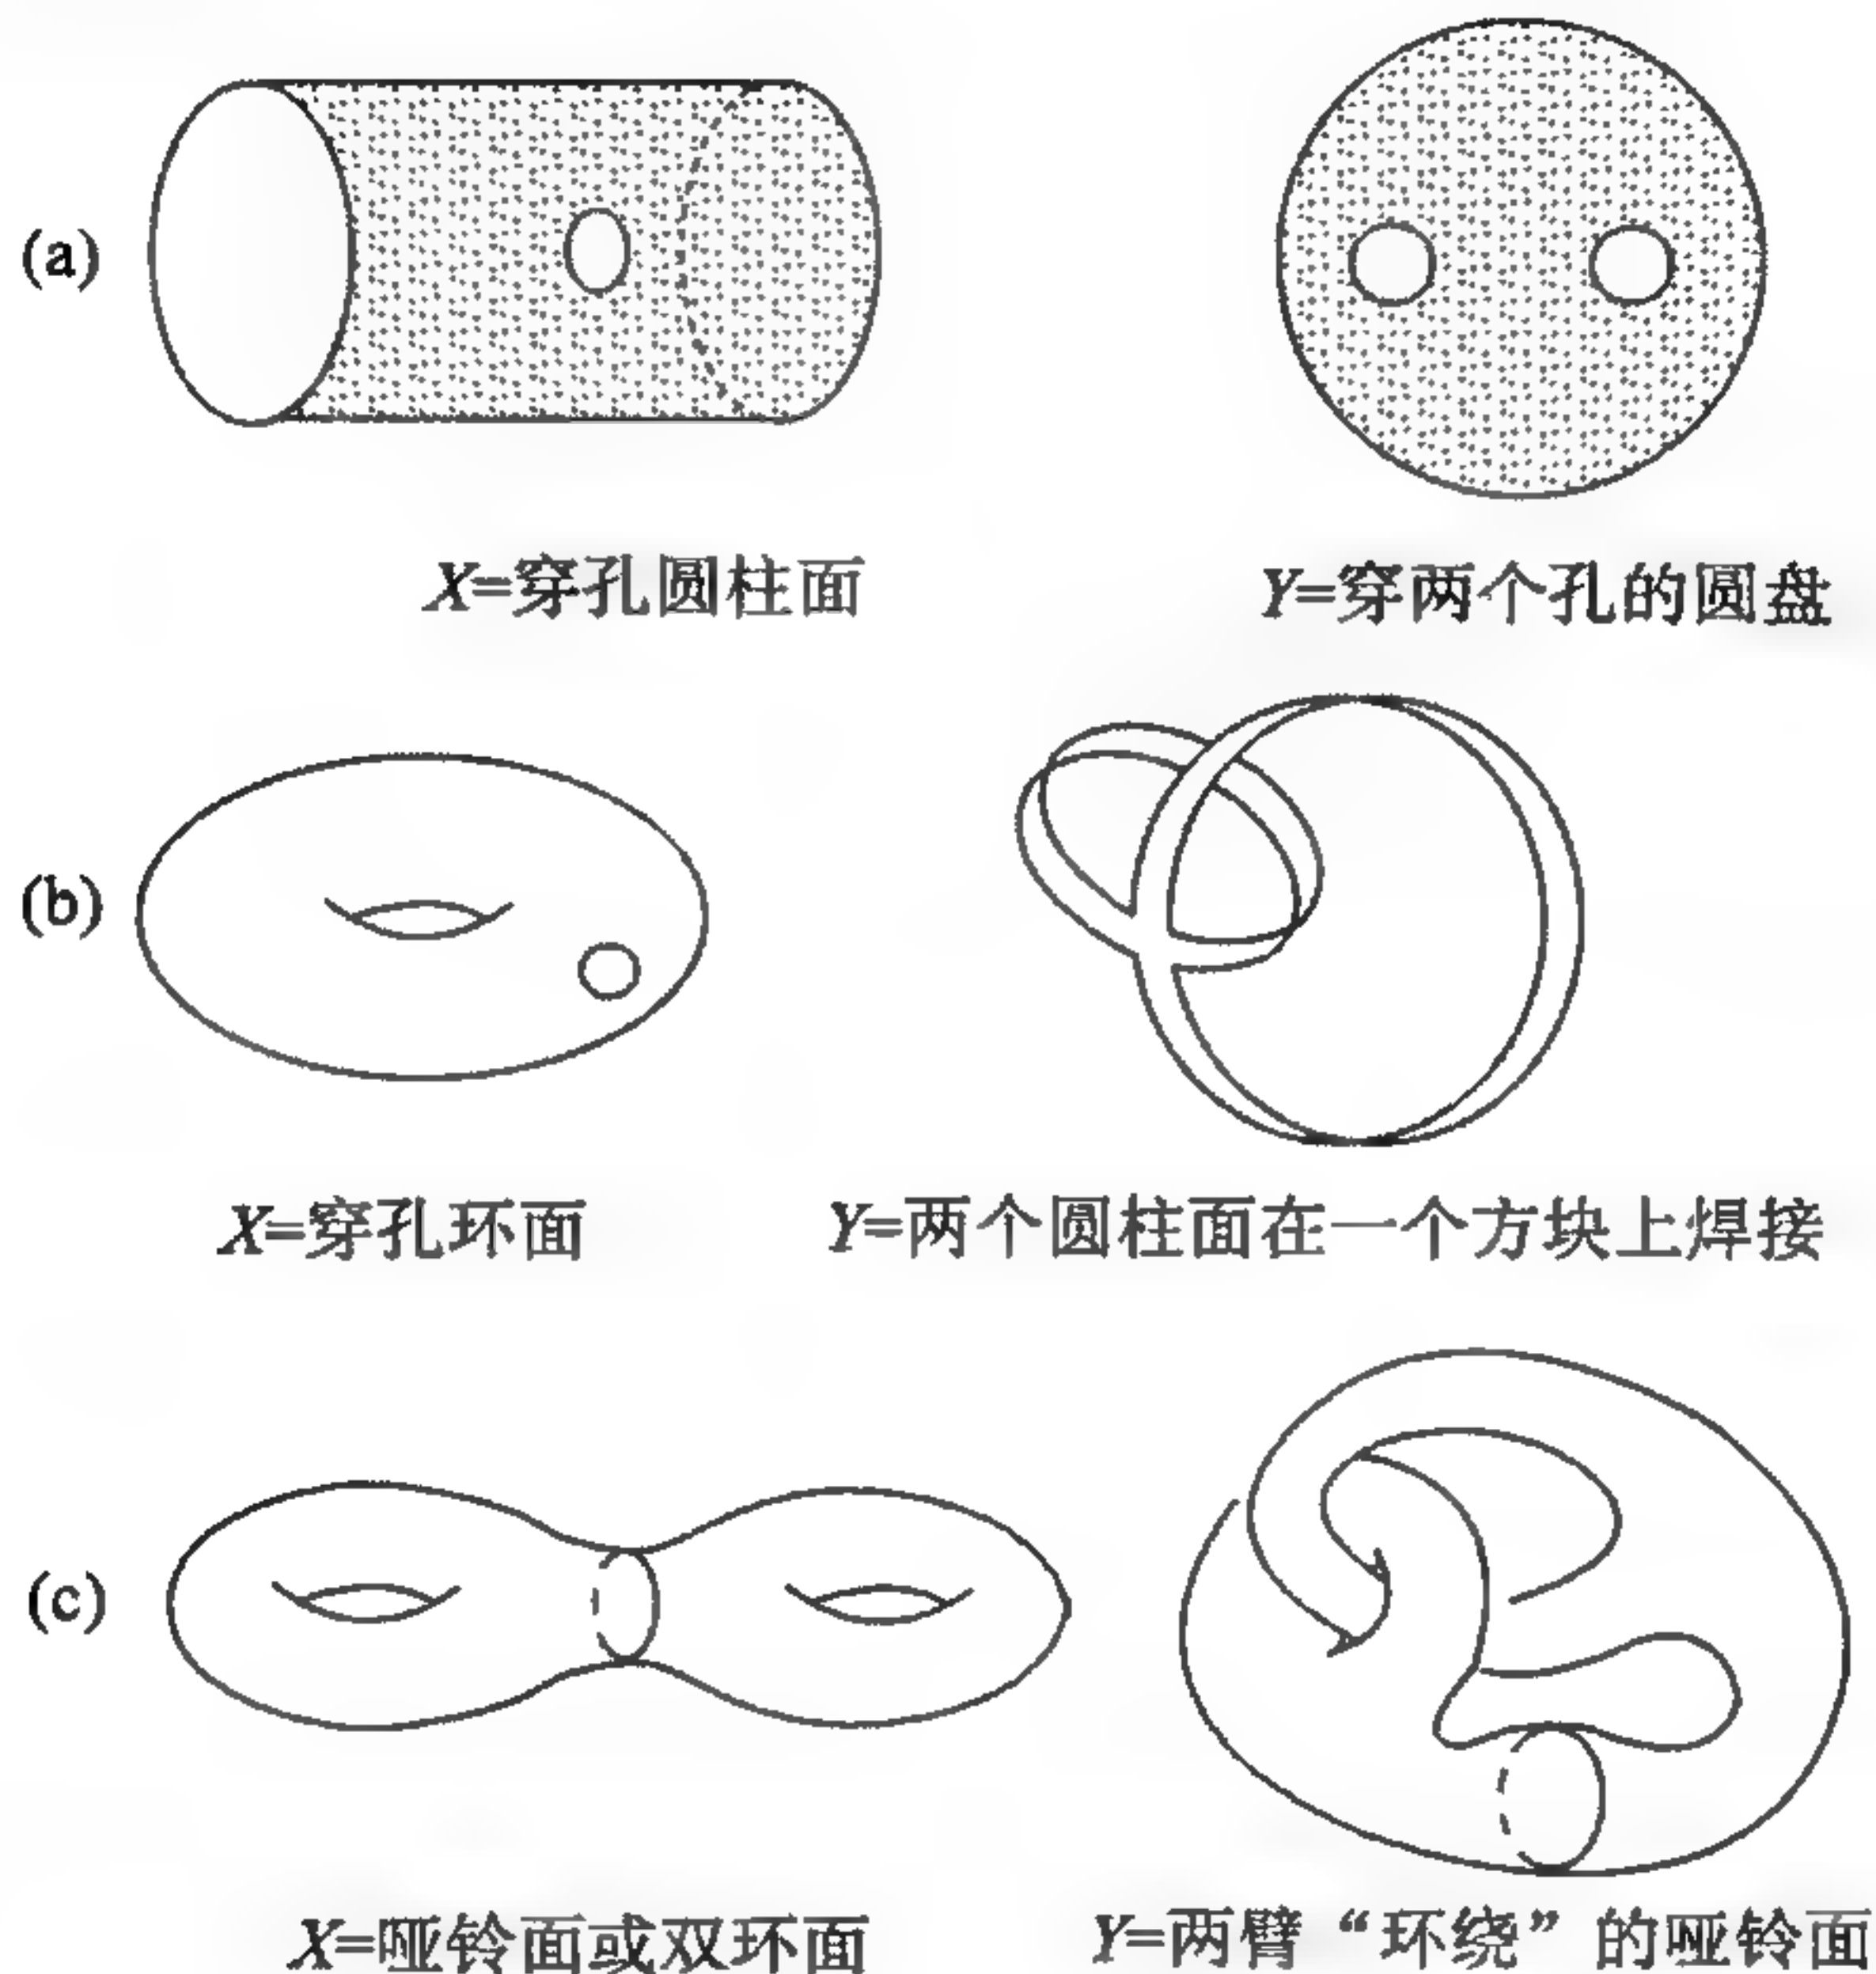 (a)
X=穿孔圆柱面 Y=穿两个孔的圆盘
(b)
X=穿孔环面 Y=两个圆柱面在一个方块上焊接
(c)
X=哑铃面或双环面 Y=两臂“环绕”的哑铃面